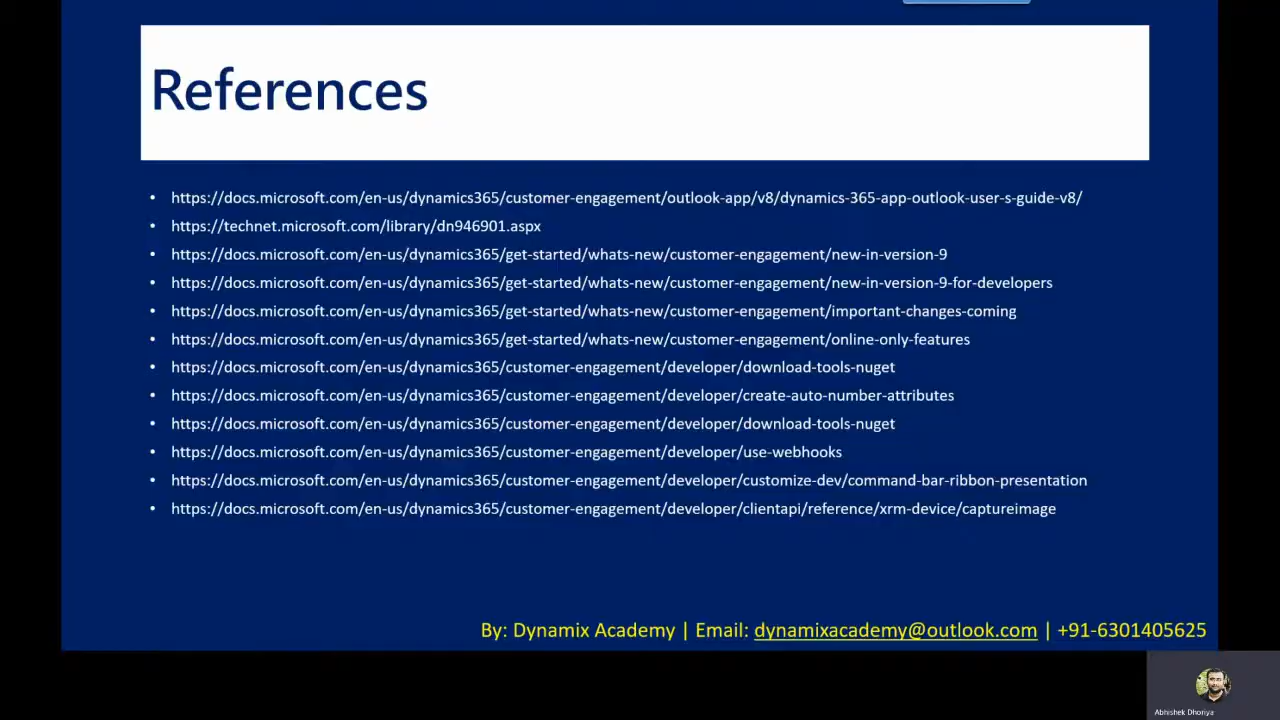 References
• https://docs.microsoft.com/en-us/dynamics365/customer-engagement/outlook-app/v8/dynamics-365-app-outlook-user-s-guide-v8/
• https://technet.microsoft.com/library/dn946901.aspx
• https://docs.microsoft.com/en-us/dynamics365/get-started/whats-new/customer-engagement/new-in-version-9
• https://docs.microsoft.com/en-us/dynamics365/get-started/whats-new/customer-engagement/new-in-version-9-for-developers
• https://docs.microsoft.com/en-us/dynamics365/get-started/whats-new/customer-engagement/important-changes-coming
• https://docs.microsoft.com/en-us/dynamics365/get-started/whats-new/customer-engagement/online-only-features
• https://docs.microsoft.com/en-us/dynamics365/customer-engagement/developer/download-tools-nuget
• https://docs.microsoft.com/en-us/dynamics365/customer-engagement/developer/create-auto-number-attributes
• https://docs.microsoft.com/en-us/dynamics365/customer-engagement/developer/download-tools-nuget
• https://docs.microsoft.com/en-us/dynamics365/customer-engagement/developer/use-webhooks
• https://docs.microsoft.com/en-us/dynamics365/customer-engagement/developer/customize-dev/command-bar-ribbon-presentation
• https://docs.microsoft.com/en-us/dynamics365/customer-engagement/developer/clientapi/reference/xrm-device/captureimage
By: Dynamix Academy | Email: dynamixacademy@outlook.com | +91-6301405625
Abhishek Dhoriya